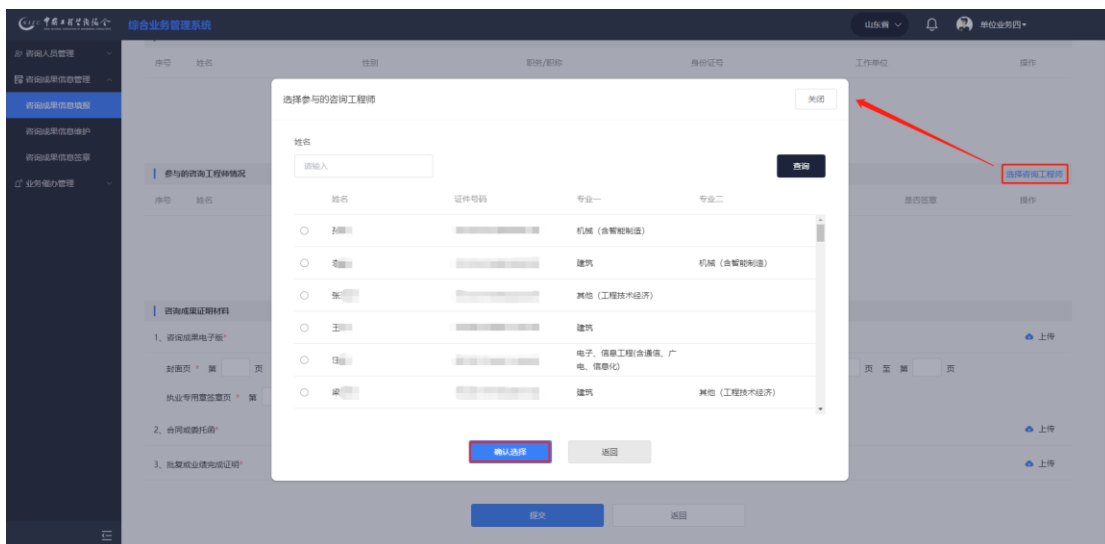 综合业务管理系统
山东省
单位业务四
咨询人员管理
咨询成果信息管理
咨询成果信息填报
咨询成果信息维护
咨询成果信息签章
业务催办管理
序号 姓名 性别 职务/职称 身份证号 工作单位 操作
选择参与的咨询工程师 关闭
姓名
请输入 查询
参与的咨询工程师情况 选择咨询工程师
序号 姓名 是否签章 操作
姓名 证件号码 专业一 专业二
机械（含智能制造）
建筑 机械（含智能制造）
张 其他（工程技术经济）
王 建筑
电子、信息工程(含通信、广
电、信息化)
建筑 其他（工程技术经济）
咨询成果证明材料
1、咨询成果电子版* 上传
封面页 * 第 页 页 至 第 页
执业专用章签章页 * 第
2、合同或委托函* 上传
3、批复或业绩完成证明* 上传
确认选择 返回
提交 返回